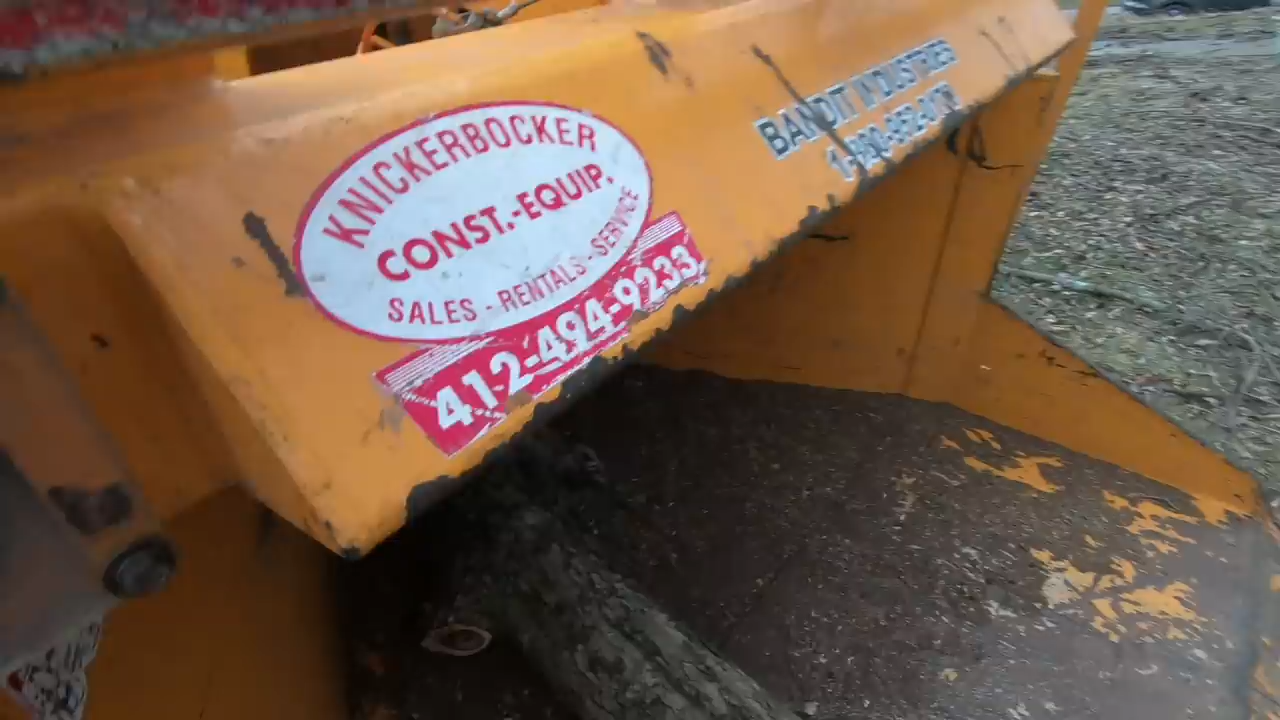 KNICKERBOCKER
CONST.-EQUIP.
SALES - RENTALS - SERVICE
412-494-9233
BANDIT INDUSTRIES